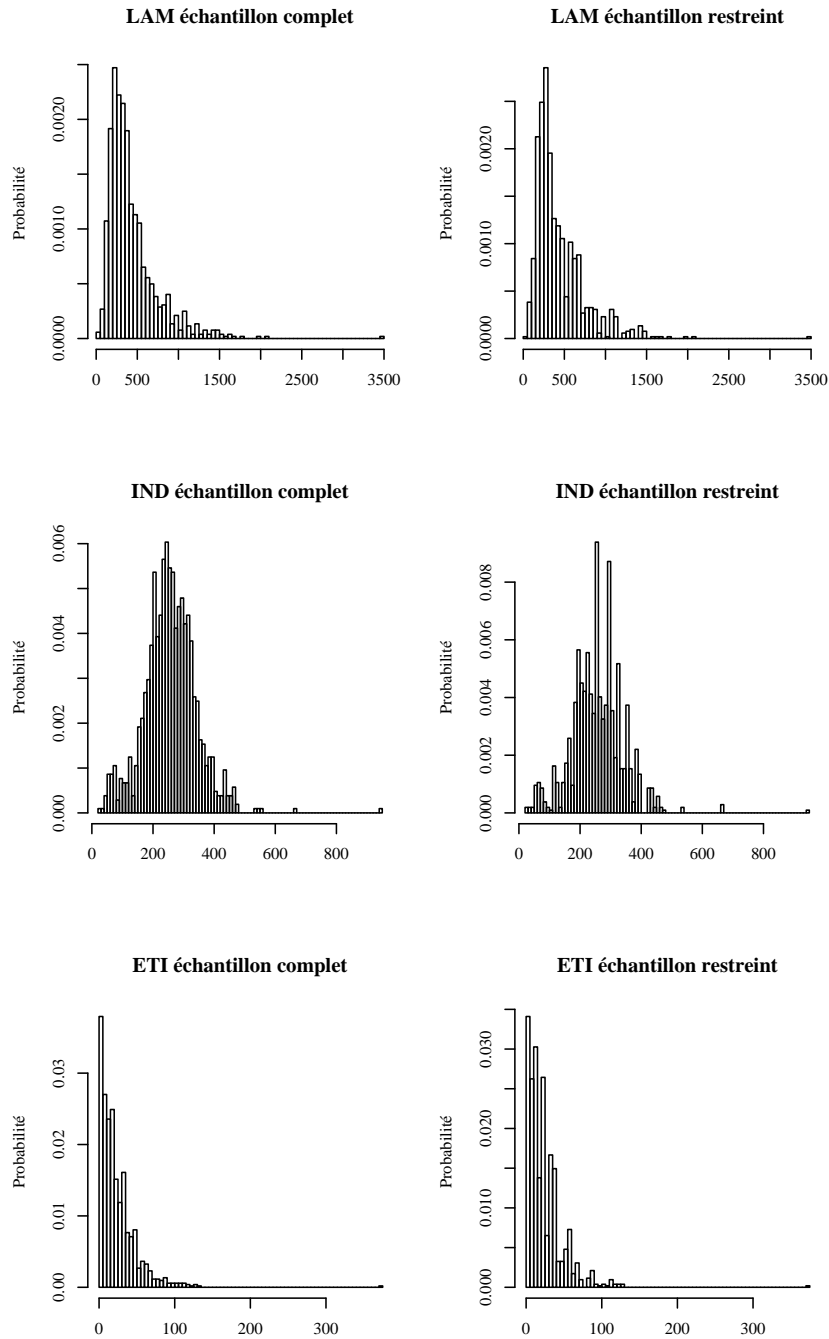 LAM échantillon complet
Probabilité
0.0000 0.0010 0.0020
0 500 1500 2500 3500
LAM échantillon restreint
Probabilité
0.0000 0.0010 0.0020
0 500 1500 2500 3500
IND échantillon complet
Probabilité
0.000 0.002 0.004 0.006
0 200 400 600 800
IND échantillon restreint
Probabilité
0.000 0.002 0.004 0.006 0.008
0 200 400 600 800
ETI échantillon complet
Probabilité
0.00 0.01 0.02 0.03
0 100 200 300
ETI échantillon restreint
Probabilité
0.000 0.010 0.020 0.030
0 100 200 300